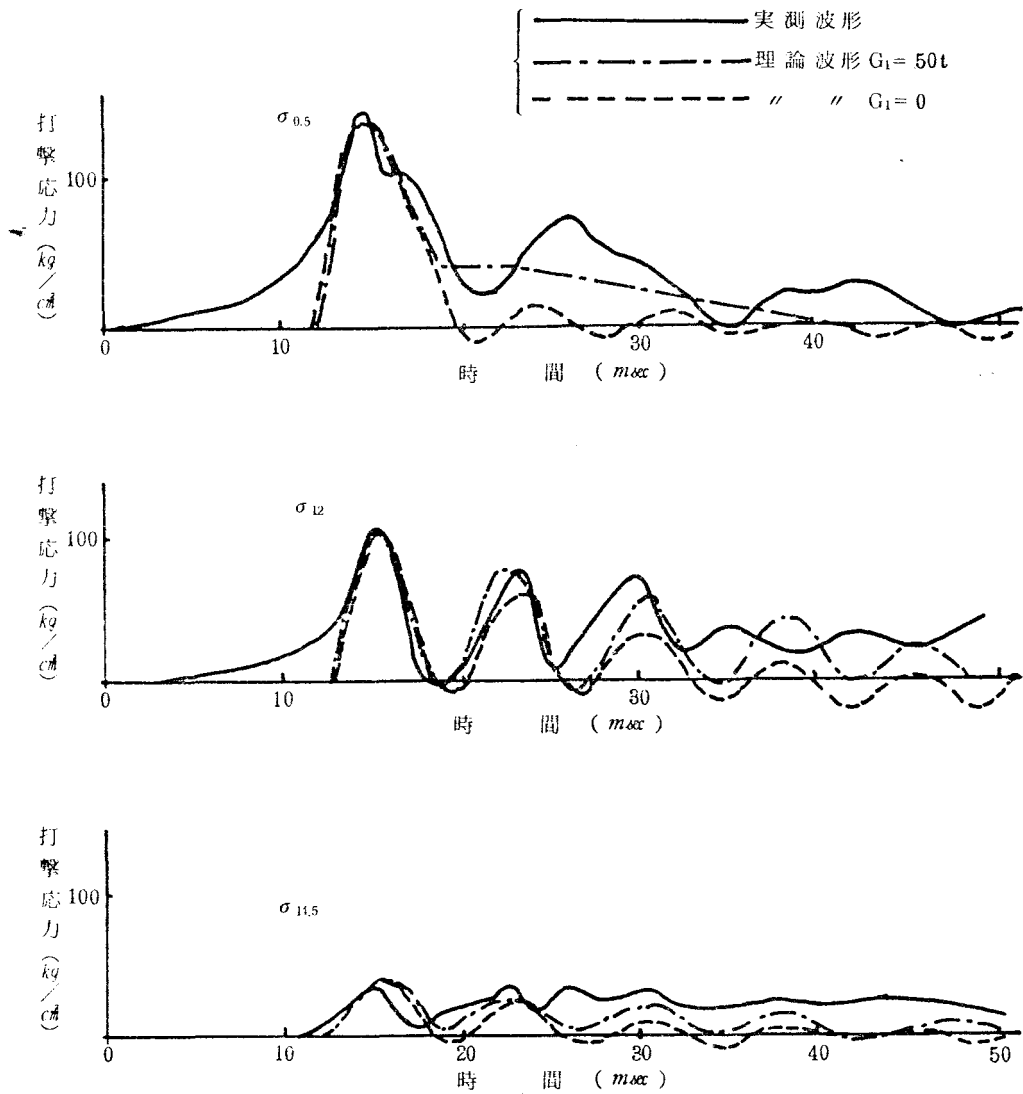 実測波形
理論波形 G₁= 50t
〃 〃 G₁= 0
打撃応力 (kg/cm²)
σ 0.5
100
0 10 30 40
時 間 ( msec )
打撃応力 (kg/cm²)
σ 12
100
0 10 30
時 間 ( msec )
打撃応力 (kg/cm²)
σ 14.5
100
0 10 20 30 40 50
時 間 ( msec )